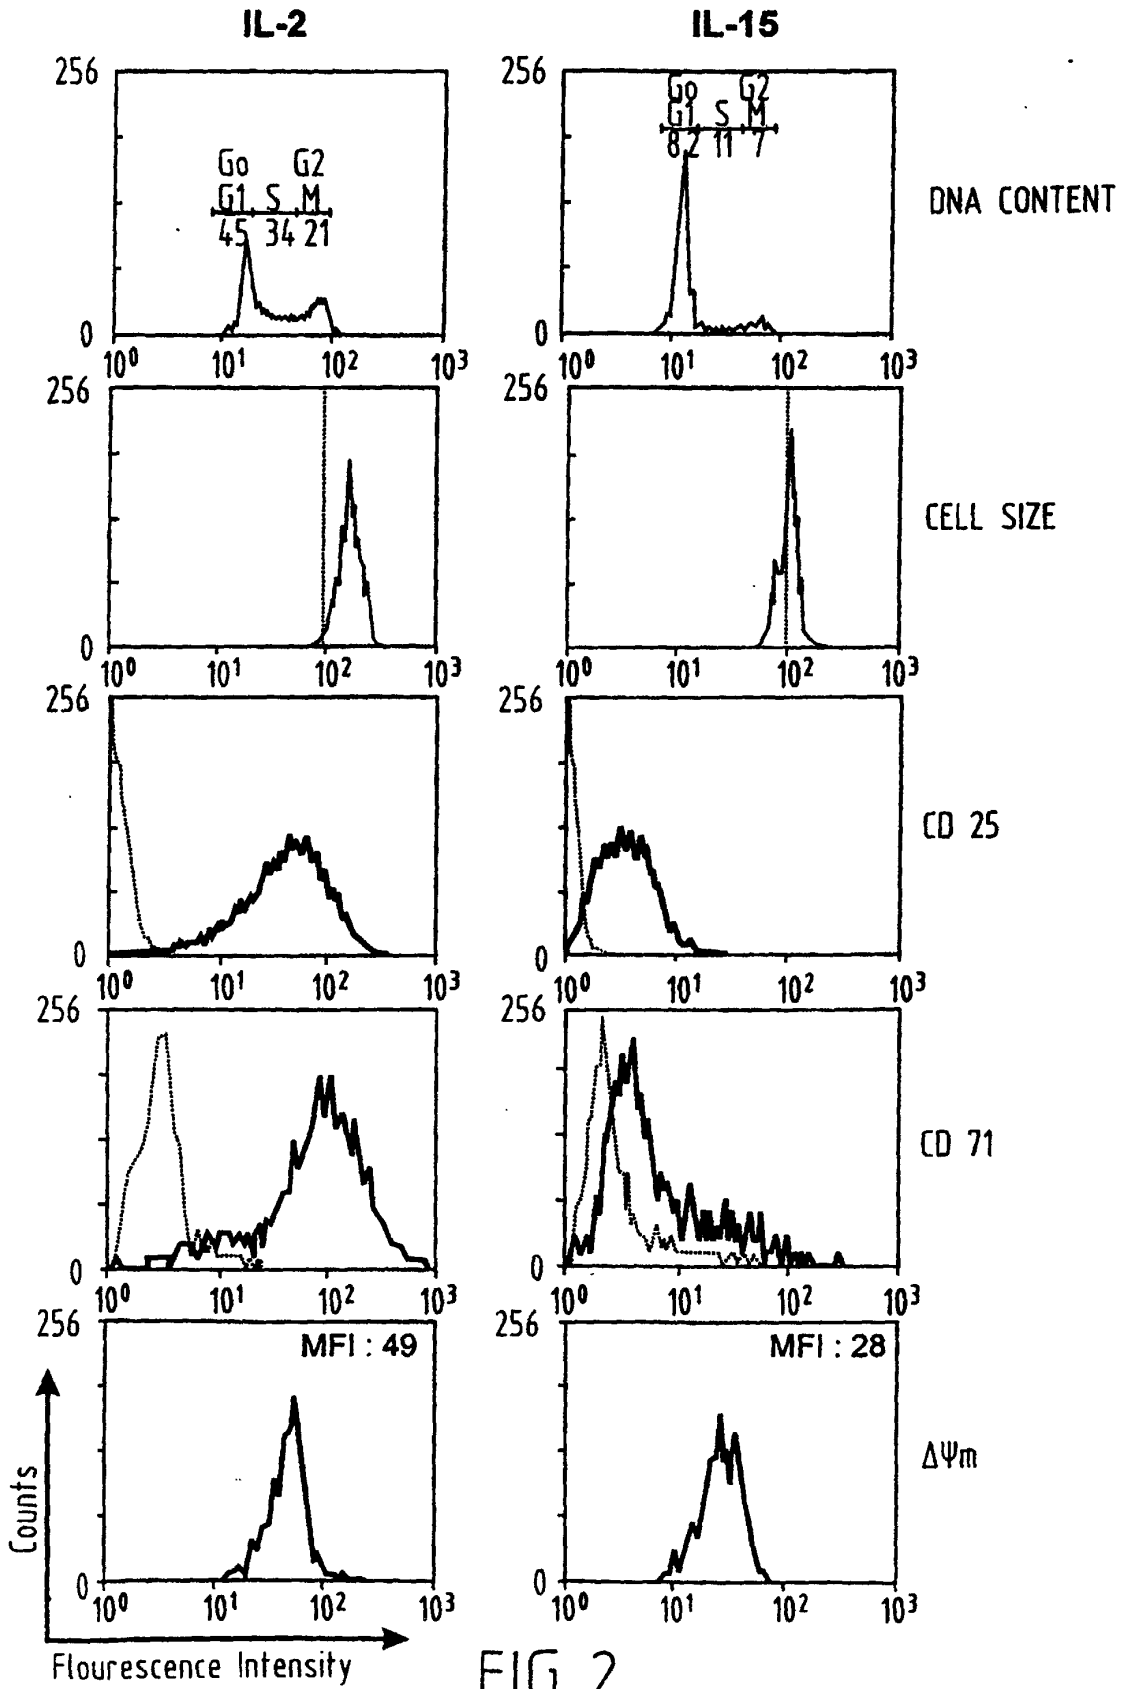 IL-2 IL-15
256 256
Go G2 Go G2
G1 S M G1 S M
45 34 21 82 11 7
DNA CONTENT
0 0
10⁰ 10¹ 10² 10³ 10⁰ 10¹ 10² 10³
256 256
CELL SIZE
0 0
10⁰ 10¹ 10² 10³ 10⁰ 10¹ 10² 10³
256 256
CD 25
0 0
10⁰ 10¹ 10² 10³ 10⁰ 10¹ 10² 10³
256 256
CD 71
0 0
10⁰ 10¹ 10² 10³ 10⁰ 10¹ 10² 10³
256 256
MFI : 49 MFI : 28
ΔΨm
Counts
0 0
10⁰ 10¹ 10² 10³ 10⁰ 10¹ 10² 10³
Flourescence Intensity
FIG. 2